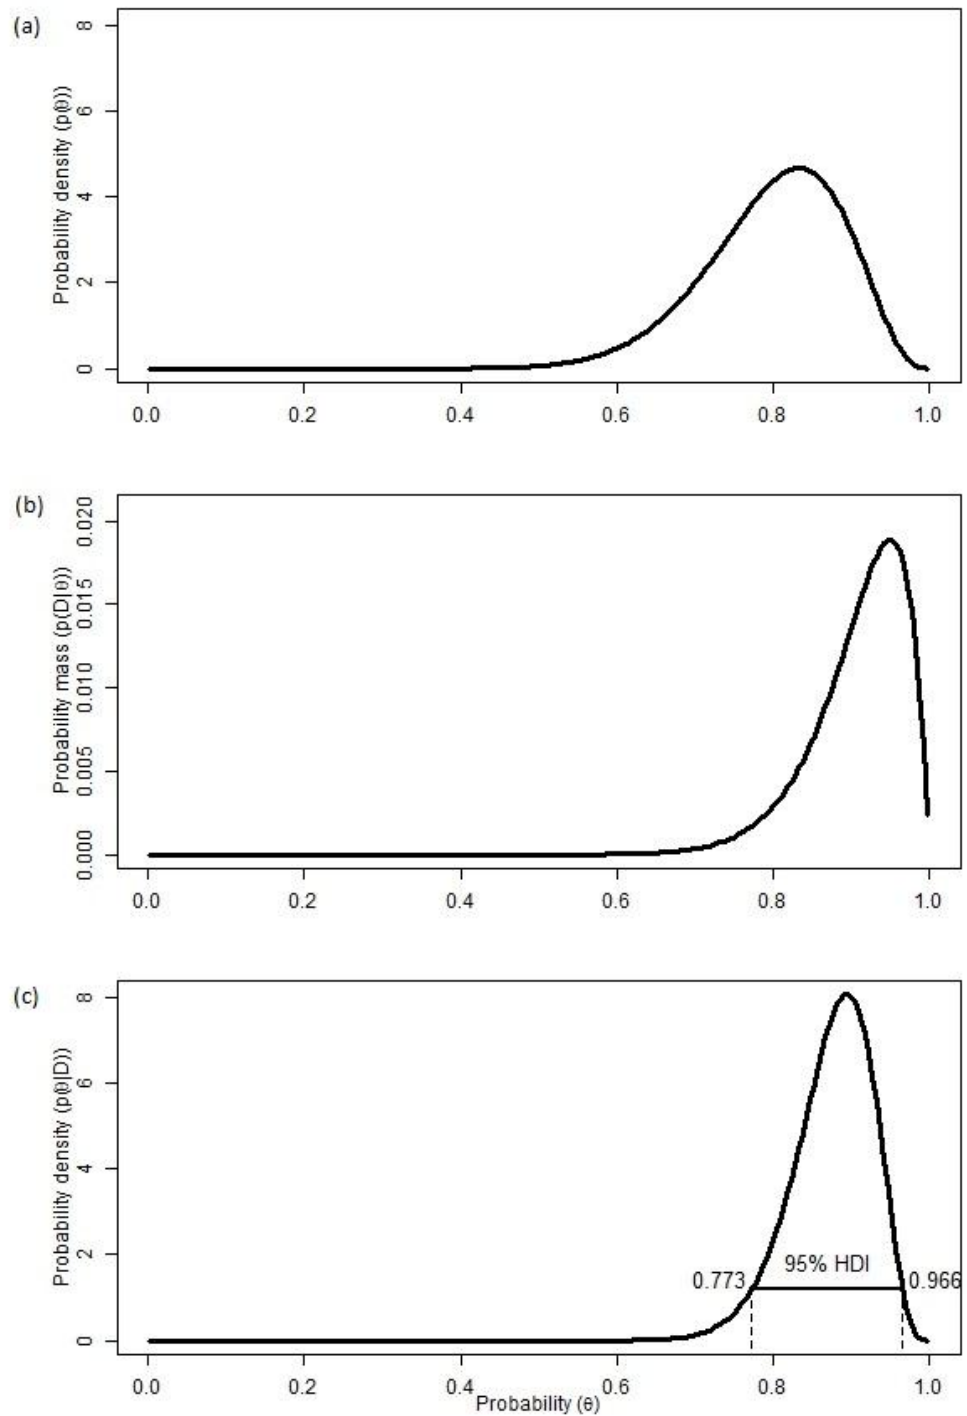 (a)
Probability density (p(θ))
8
6
4
2
0
0.0 0.2 0.4 0.6 0.8 1.0
(b)
Probability mass (p(D|θ))
0.020
0.015
0.010
0.005
0.000
0.0 0.2 0.4 0.6 0.8 1.0
(c)
Probability density (p(θ|D))
8
6
4
2
0
95% HDI
0.773 0.966
0.0 0.2 0.4 0.6 0.8 1.0
Probability (θ)